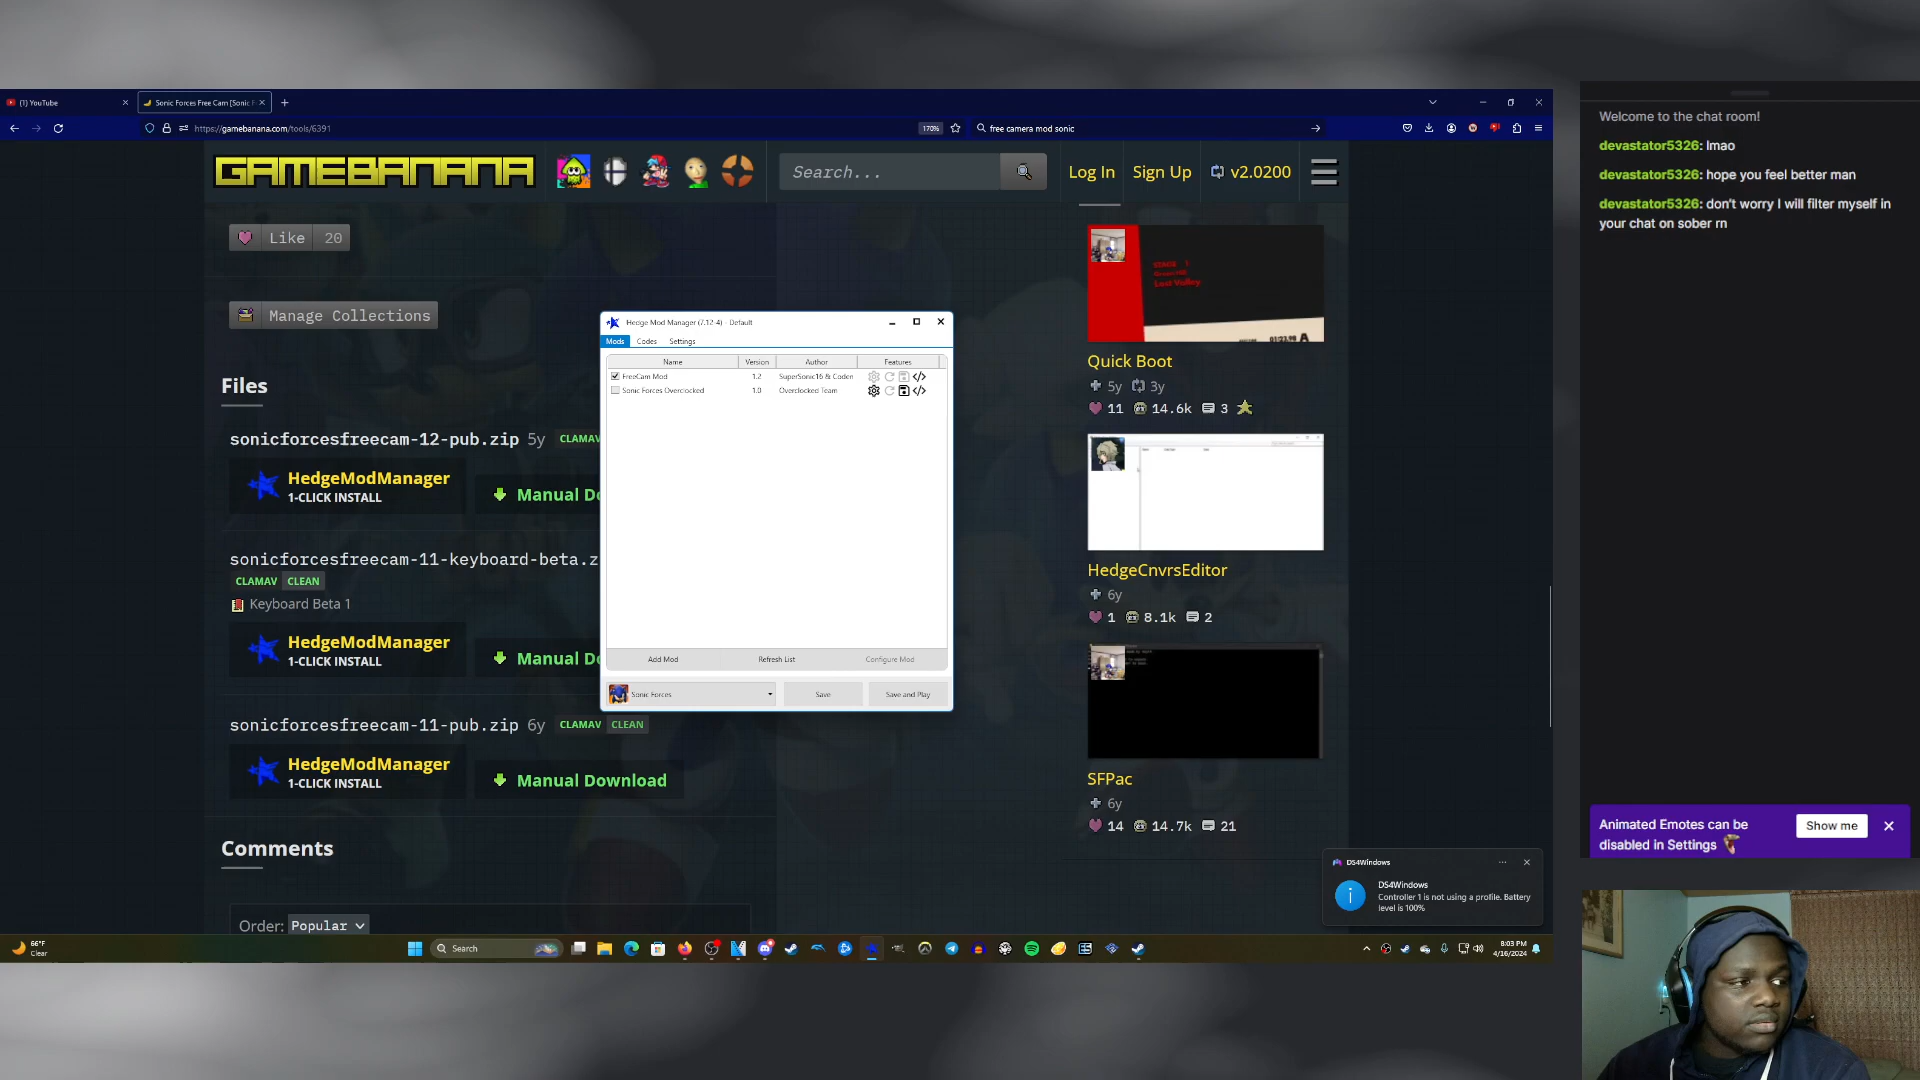 (1) YouTube
Sonic Forces Free Cam [Sonic F
https://gamebanana.com/tools/6391
170%
free camera mod sonic
GAMEBANANA
Search...
Log In
Sign Up
v2.0200
Like 20
Manage Collections
Files
sonicforcesfreecam-12-pub.zip 5y CLAMAV
HedgeModManager
1-CLICK INSTALL
Manual Do
sonicforcesfreecam-11-keyboard-beta.z
CLAMAV CLEAN
Keyboard Beta 1
HedgeModManager
1-CLICK INSTALL
Manual Do
sonicforcesfreecam-11-pub.zip 6y CLAMAV CLEAN
HedgeModManager
1-CLICK INSTALL
Manual Download
Comments
Order: Popular
Hedge Mod Manager (7.12-4) - Default
Mods Codes Settings
Name Version Author Features
FreeCam Mod 1.2 SuperSonic16 & Coden
Sonic Forces Overclocked 1.0 Overclocked Team
Add Mod Refresh List Configure Mod
Sonic Forces Save Save and Play
STAGE 1
Lost Valley
Quick Boot
5y 3y
11 14.6k 3
HedgeCnvrsEditor
6y
1 8.1k 2
SFPac
6y
14 14.7k 21
DS4Windows
DS4Windows
Controller 1 is not using a profile. Battery
level is 100%
66°F
Clear
Search
8:03 PM
4/16/2024
Welcome to the chat room!
devastator5326: lmao
devastator5326: hope you feel better man
devastator5326: don't worry I will filter myself in
your chat on sober rn
Animated Emotes can be
disabled in Settings
Show me